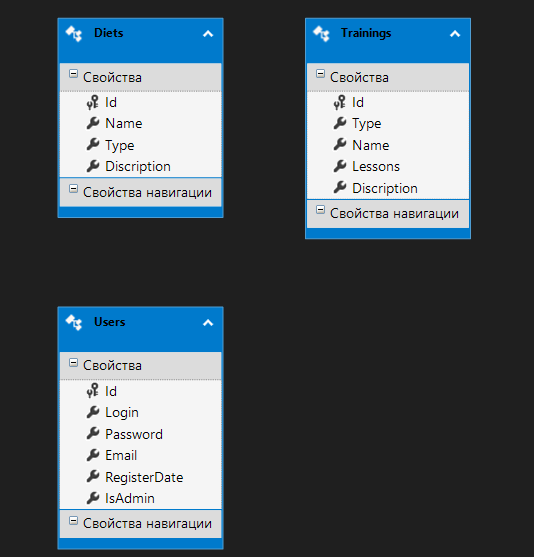 Diets
Свойства
Id
Name
Type
Discription
Свойства навигации
Trainings
Свойства
Id
Type
Name
Lessons
Discription
Свойства навигации
Users
Свойства
Id
Login
Password
Email
RegisterDate
IsAdmin
Свойства навигации